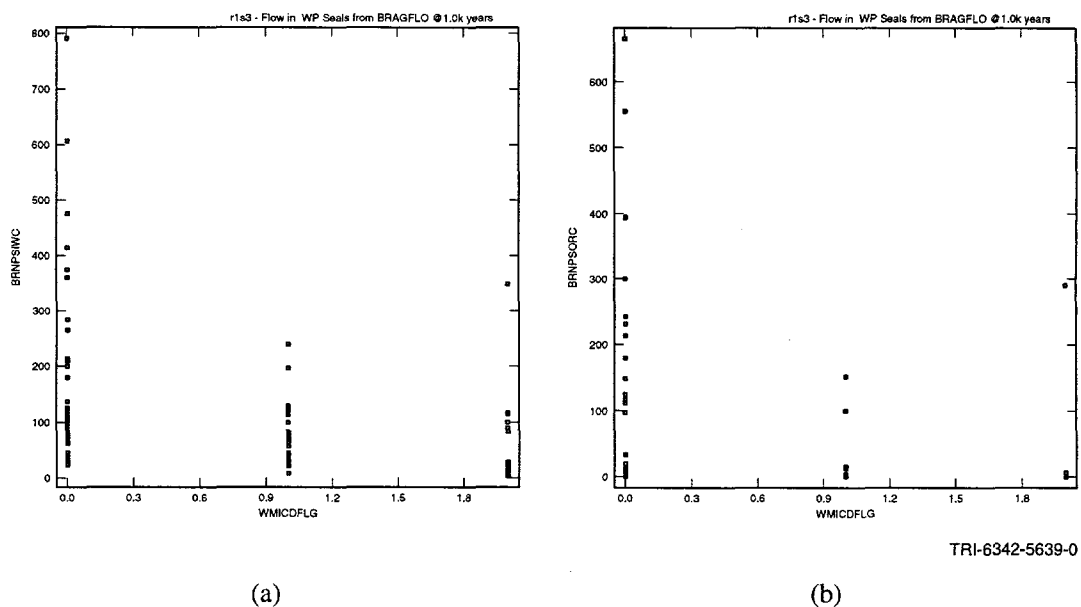 r1s3 - Flow in WP Seals from BRAGFLO @1.0k years
800
700
600
500
400
300
200
100
0
BRNPSIWC
0.0 0.3 0.6 0.9 1.2 1.5 1.8
WMICDFLG
r1s3 - Flow in WP Seals from BRAGFLO @1.0k years
600
500
400
300
200
100
0
BRNPSORC
0.0 0.3 0.6 0.9 1.2 1.5 1.8
WMICDFLG
TRI-6342-5639-0
(a) (b)